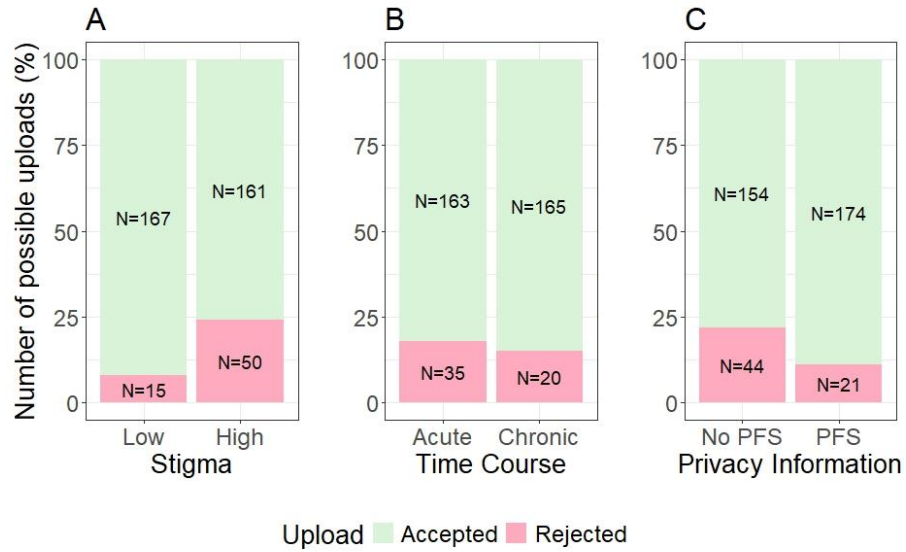 A
B
C
Number of possible uploads (%)
100
75
50
25
0
N=167
N=161
N=15
N=50
Low
High
Stigma
100
75
50
25
0
N=163
N=165
N=35
N=20
Acute
Chronic
Time Course
100
75
50
25
0
N=154
N=174
N=44
N=21
No PFS
PFS
Privacy Information
Upload Accepted Rejected